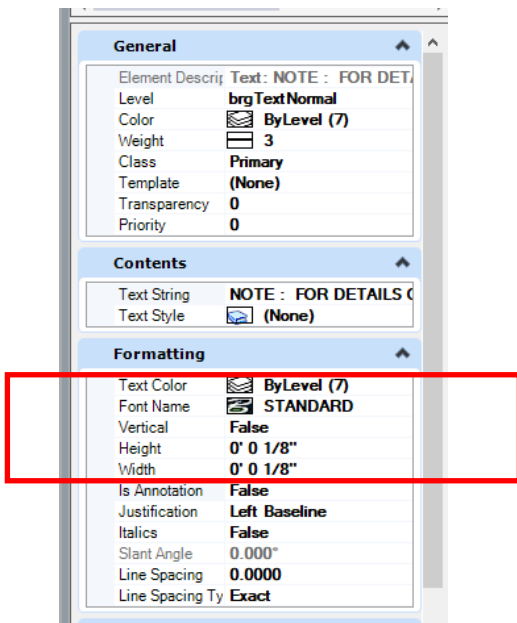 General
Element Descrip Text: NOTE : FOR DETA
Level brgTextNormal
Color ByLevel (7)
Weight 3
Class Primary
Template (None)
Transparency 0
Priority 0
Contents
Text String NOTE : FOR DETAILS
Text Style (None)
Formatting
Text Color ByLevel (7)
Font Name STANDARD
Vertical False
Height 0' 0 1/8"
Width 0' 0 1/8"
Is Annotation False
Justification Left Baseline
Italics False
Slant Angle 0.000°
Line Spacing 0.0000
Line Spacing Ty Exact